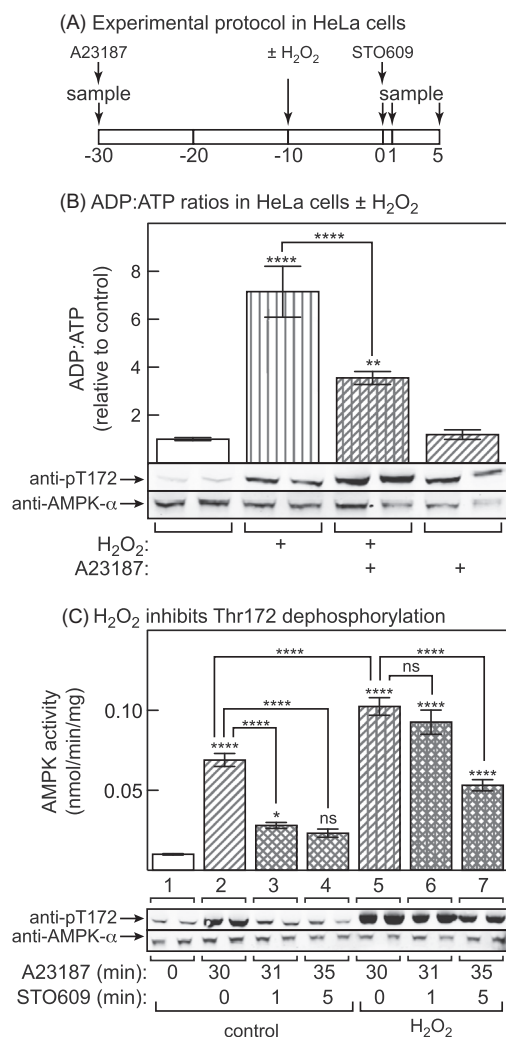 (A) Experimental protocol in HeLa cells
A23187 ± H₂O₂ STO609
sample sample
-30 -20 -10 0 1 5
(B) ADP:ATP ratios in HeLa cells ± H₂O₂
ADP:ATP
(relative to control)
8
6
4
2
****
****
**
anti-pT172
anti-AMPK-α
H₂O₂: + +
A23187: + +
(C) H₂O₂ inhibits Thr172 dephosphorylation
AMPK activity
(nmol/min/mg)
0.10
0.05
**** ****
ns
**** ****
**** ****
**** ****
* ns
1 2 3 4 5 6 7
anti-pT172
anti-AMPK-α
A23187 (min): 0 30 31 35 30 31 35
STO609 (min): 0 1 5 0 1 5
control H₂O₂